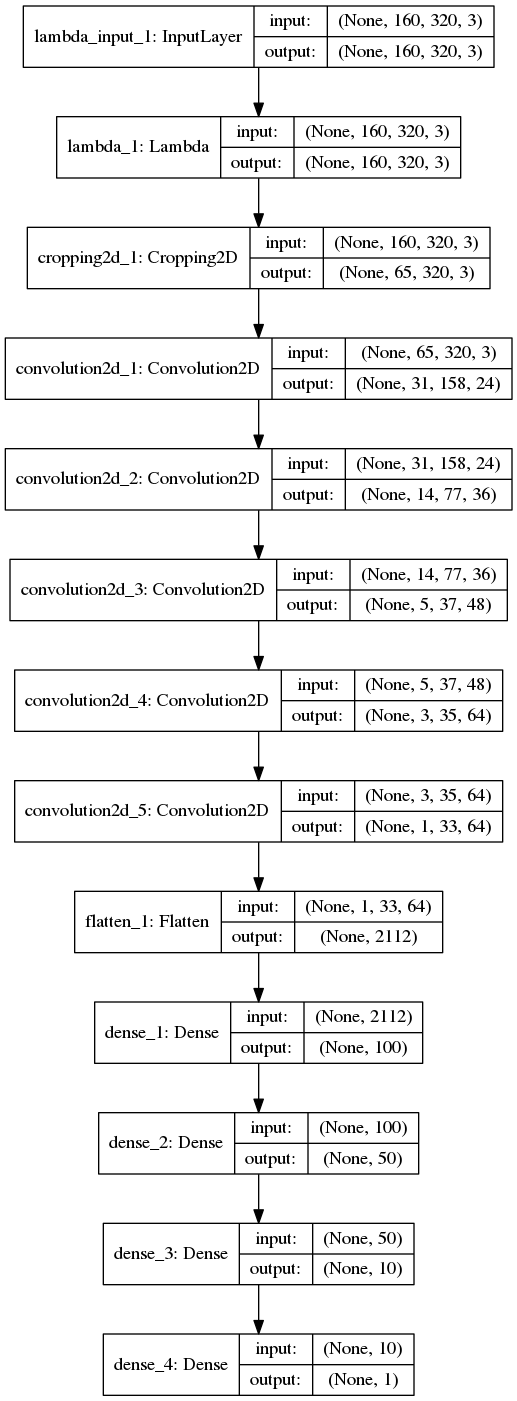 lambda_input_1: InputLayer
input: (None, 160, 320, 3)
output: (None, 160, 320, 3)
lambda_1: Lambda
input: (None, 160, 320, 3)
output: (None, 160, 320, 3)
cropping2d_1: Cropping2D
input: (None, 160, 320, 3)
output: (None, 65, 320, 3)
convolution2d_1: Convolution2D
input: (None, 65, 320, 3)
output: (None, 31, 158, 24)
convolution2d_2: Convolution2D
input: (None, 31, 158, 24)
output: (None, 14, 77, 36)
convolution2d_3: Convolution2D
input: (None, 14, 77, 36)
output: (None, 5, 37, 48)
convolution2d_4: Convolution2D
input: (None, 5, 37, 48)
output: (None, 3, 35, 64)
convolution2d_5: Convolution2D
input: (None, 3, 35, 64)
output: (None, 1, 33, 64)
flatten_1: Flatten
input: (None, 1, 33, 64)
output: (None, 2112)
dense_1: Dense
input: (None, 2112)
output: (None, 100)
dense_2: Dense
input: (None, 100)
output: (None, 50)
dense_3: Dense
input: (None, 50)
output: (None, 10)
dense_4: Dense
input: (None, 10)
output: (None, 1)